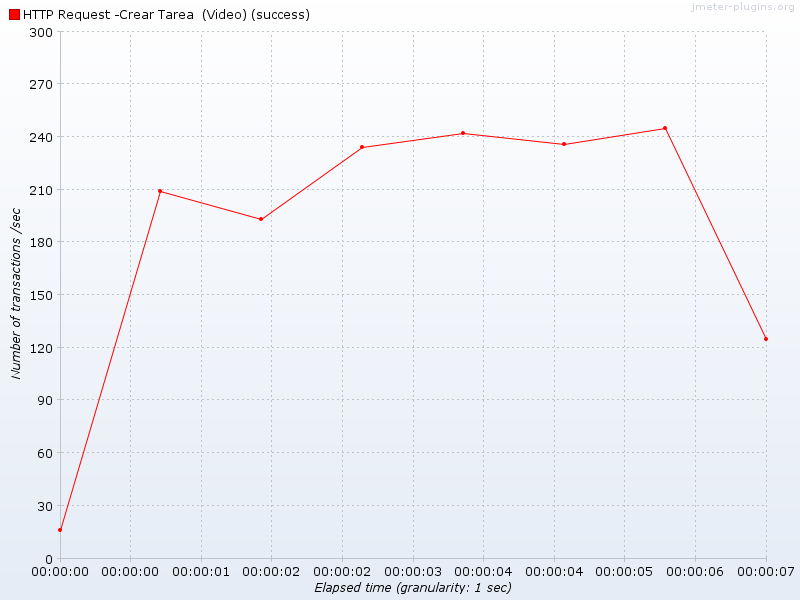 jmeter-plugins.org
HTTP Request -Crear Tarea  (Video) (success)
300
270
240
210
180
150
120
90
60
30
0
Number of transactions /sec
00:00:00 00:00:00 00:00:01 00:00:02 00:00:02 00:00:03 00:00:04 00:00:04 00:00:05 00:00:06 00:00:07
Elapsed time (granularity: 1 sec)